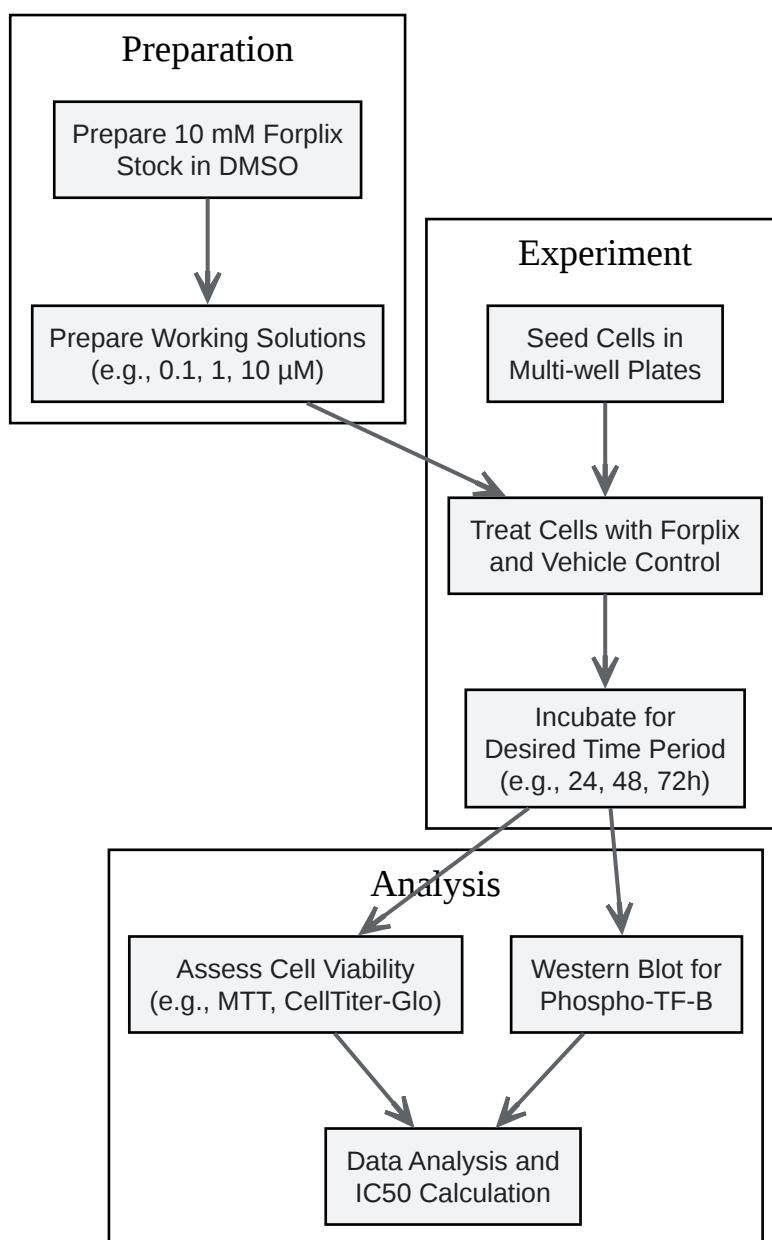 Preparation
Prepare 10 mM Forplix
Stock in DMSO
Prepare Working Solutions
(e.g., 0.1, 1, 10 µM)
Experiment
Seed Cells in
Multi-well Plates
Treat Cells with Forplix
and Vehicle Control
Incubate for
Desired Time Period
(e.g., 24, 48, 72h)
Analysis
Assess Cell Viability
(e.g., MTT, CellTiter-Glo)
Western Blot for
Phospho-TF-B
Data Analysis and
IC50 Calculation